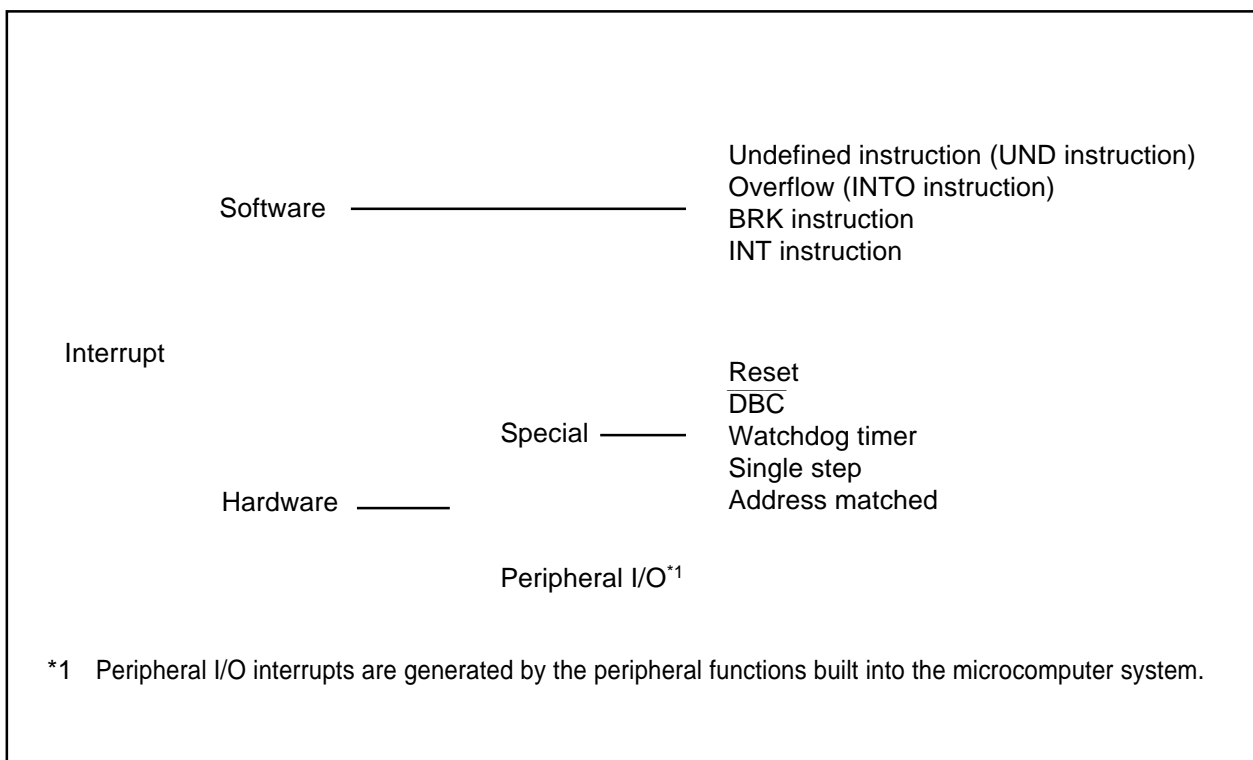 Undefined instruction (UND instruction)
Overflow (INTO instruction)
Software
BRK instruction
INT instruction
Interrupt
Reset
DBC
Special
Watchdog timer
Single step
Hardware
Address matched
Peripheral I/O*1
*1 Peripheral I/O interrupts are generated by the peripheral functions built into the microcomputer system.